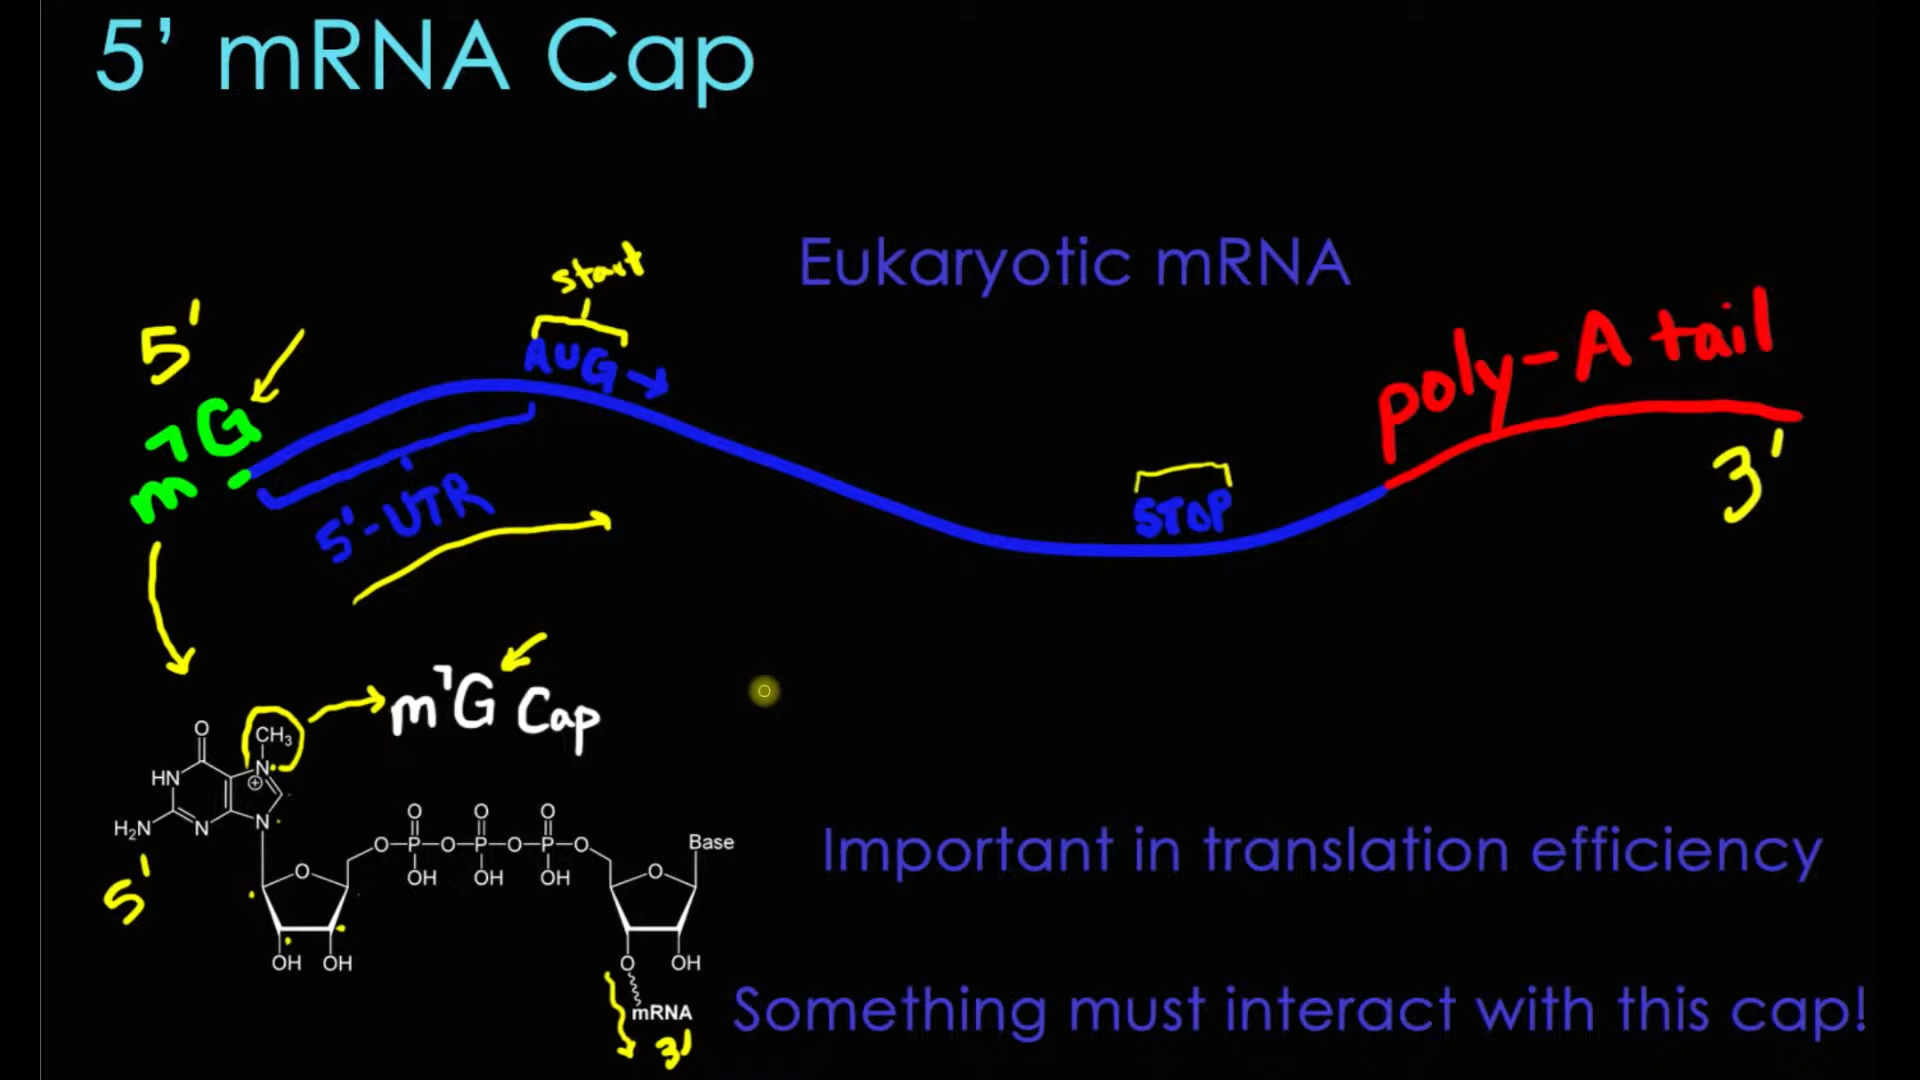 5’ mRNA Cap
Eukaryotic mRNA
start
5'
AUG
poly-A tail
m7G
3'
STOP
5'-UTR
m7G Cap
O
CH3
HN
N
+
H2N
N
N
O
O
O
Base
O
P
O
P
O
P
O
O
O
OH
OH
OH
Important in translation efficiency
5'
OH
OH
O
OH
mRNA
3'
Something must interact with this cap!